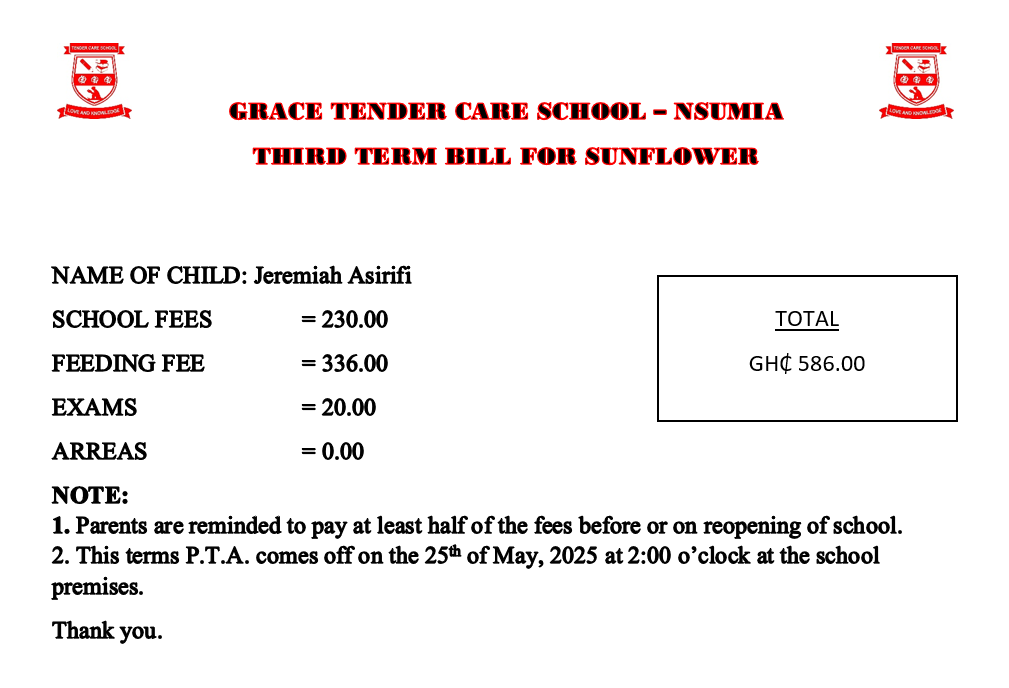 TENDER CARE SCHOOL
LOVE AND KNOWLEDGE
TENDER CARE SCHOOL
LOVE AND KNOWLEDGE
GRACE TENDER CARE SCHOOL – NSUMIA
THIRD TERM BILL FOR SUNFLOWER
NAME OF CHILD: Jeremiah Asirifi
SCHOOL FEES = 230.00
FEEDING FEE = 336.00
EXAMS = 20.00
ARREAS = 0.00
TOTAL
GH₵ 586.00
NOTE:
1. Parents are reminded to pay at least half of the fees before or on reopening of school.
2. This terms P.T.A. comes off on the 25th of May, 2025 at 2:00 o’clock at the school
premises.
Thank you.